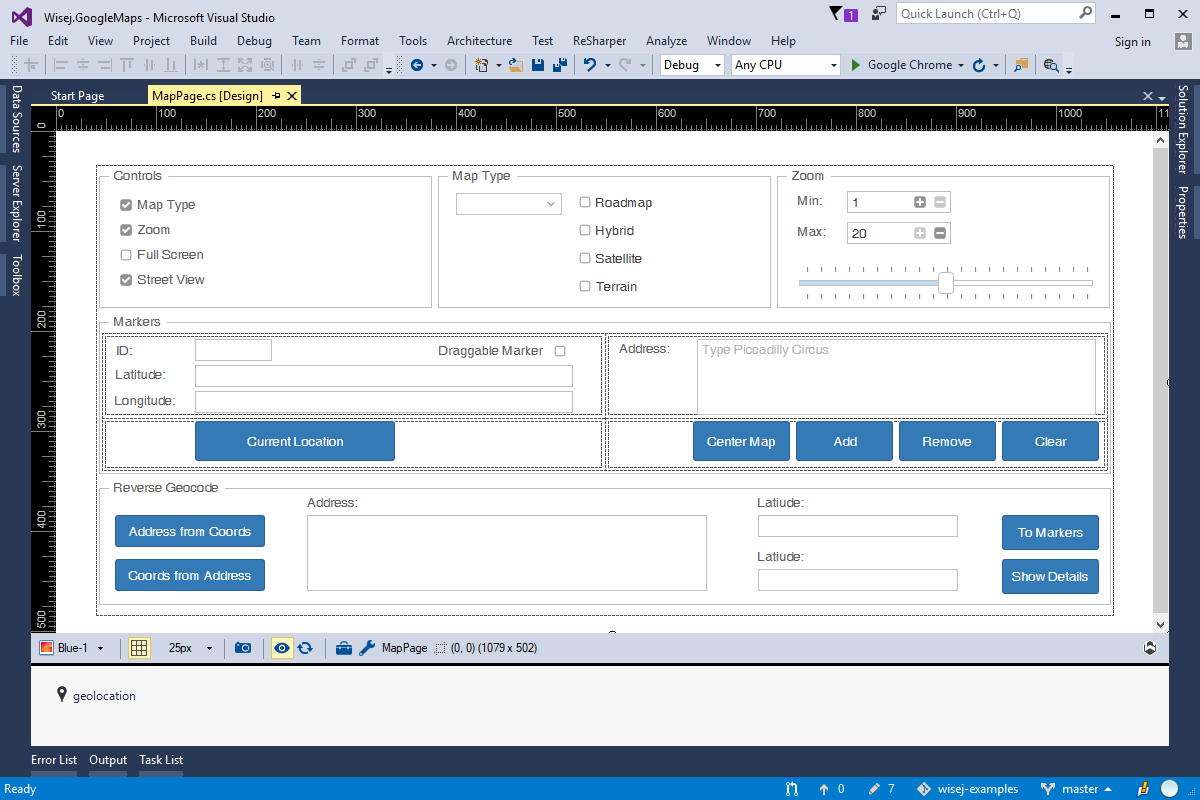 Wisej.GoogleMaps - Microsoft Visual Studio
1
Quick Launch (Ctrl+Q)
File Edit View Project Build Debug Team Format Tools Architecture Test ReSharper Analyze Window Help
Sign in
Debug Any CPU Google Chrome
Data Sources
Server Explorer
Toolbox
Start Page MapPage.cs [Design]
0 100 200 300 400 500 600 700 800 900 1000 11
0
100
200
300
400
500
Controls
Map Type
Zoom
Full Screen
Street View
Map Type
Roadmap
Hybrid
Satellite
Terrain
Zoom
Min: 1
Max: 20
Markers
ID:
Draggable Marker
Latitude:
Longitude:
Address: Type Piccadilly Circus
Current Location
Center Map Add Remove Clear
Reverse Geocode
Address from Coords
Coords from Address
Address:
Latiude:
Latiude:
To Markers
Show Details
Solution Explorer
Properties
Blue-1 25px MapPage (0, 0) (1079 x 502)
geolocation
Error List Output Task List
Ready 0 7 wisej-examples master